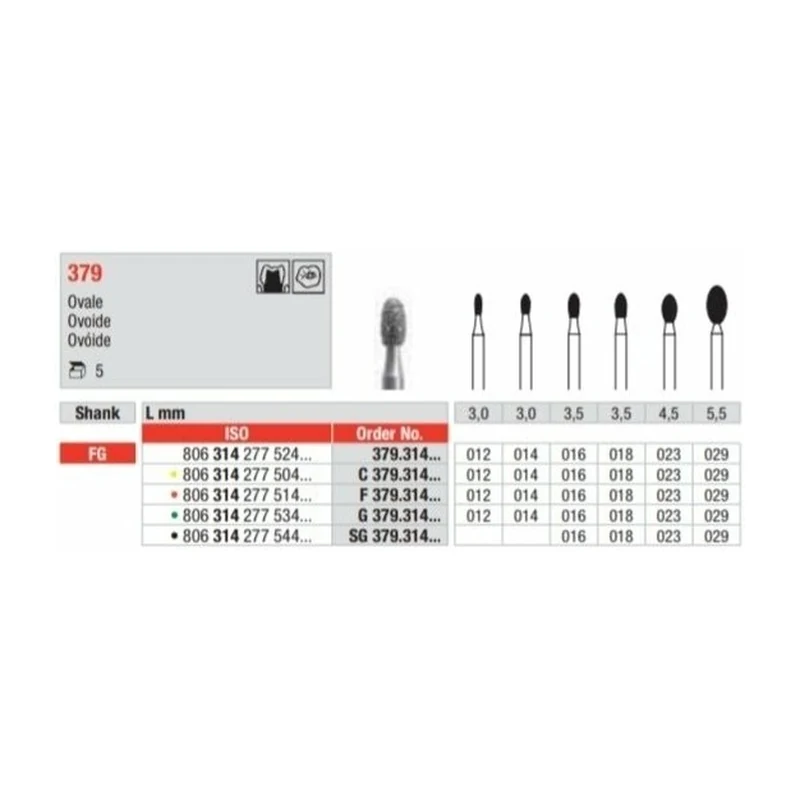 379
Ovale
Ovoide
Ovóide
5
Shank L mm 3,0 3,0 3,5 3,5 4,5 5,5
ISO Order No.
FG 806 314 277 524... 379.314... 012 014 016 018 023 029
806 314 277 504... C 379.314... 012 014 016 018 023 029
806 314 277 514... F 379.314... 012 014 016 018 023 029
806 314 277 534... G 379.314... 012 014 016 018 023 029
806 314 277 544... SG 379.314... 016 018 023 029